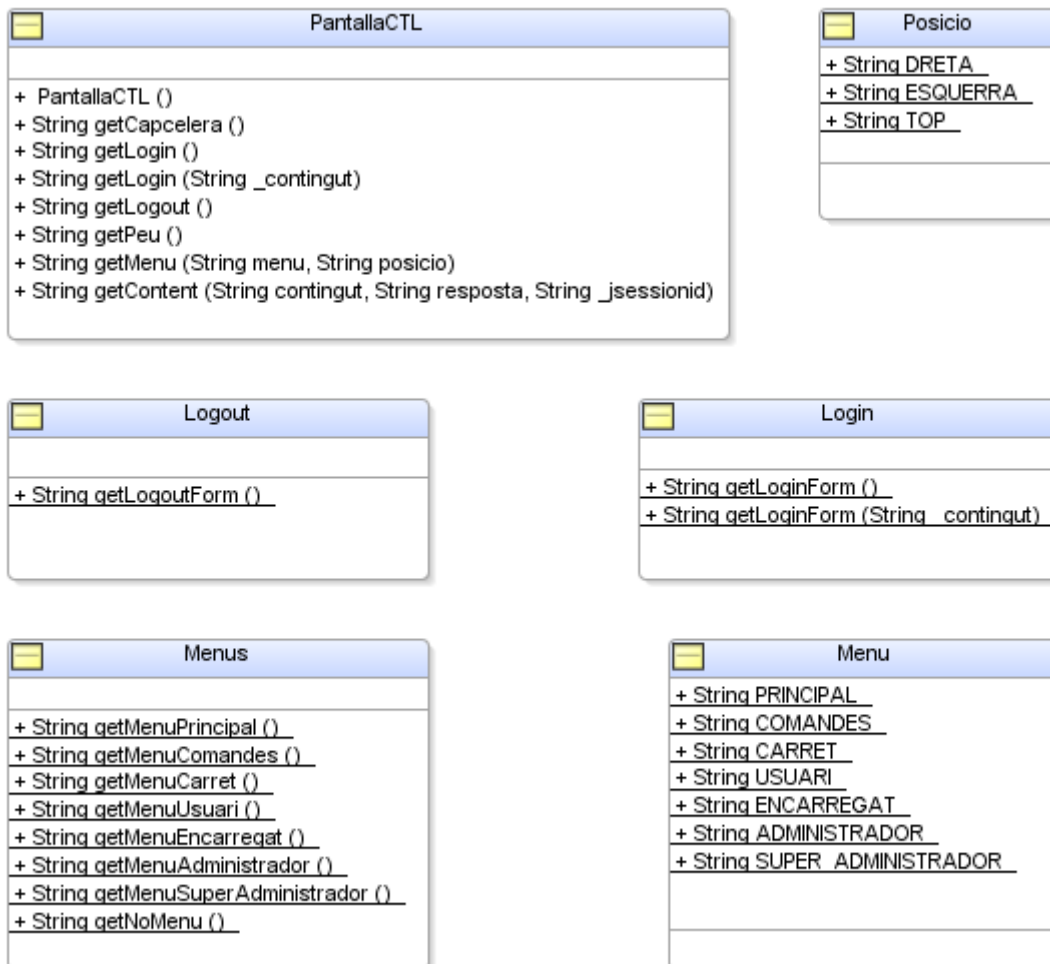 PantallaCTL
+ PantallaCTL ()
+ String getCapcelera ()
+ String getLogin ()
+ String getLogin (String _contingut)
+ String getLogout ()
+ String getPeu ()
+ String getMenu (String menu, String posicio)
+ String getContent (String contingut, String resposta, String _jsessionid)
Posicio
+ String DRETA
+ String ESQUERRA
+ String TOP
Logout
+ String getLogoutForm ()
Login
+ String getLoginForm ()
+ String getLoginForm (String _contingut)
Menus
+ String getMenuPrincipal ()
+ String getMenuComandes ()
+ String getMenuCarret ()
+ String getMenuUsuari ()
+ String getMenuEncarregat ()
+ String getMenuAdministrador ()
+ String getMenuSuperAdministrador ()
+ String getNoMenu ()
Menu
+ String PRINCIPAL
+ String COMANDES
+ String CARRET
+ String USUARI
+ String ENCARREGAT
+ String ADMINISTRADOR
+ String SUPER_ADMINISTRADOR